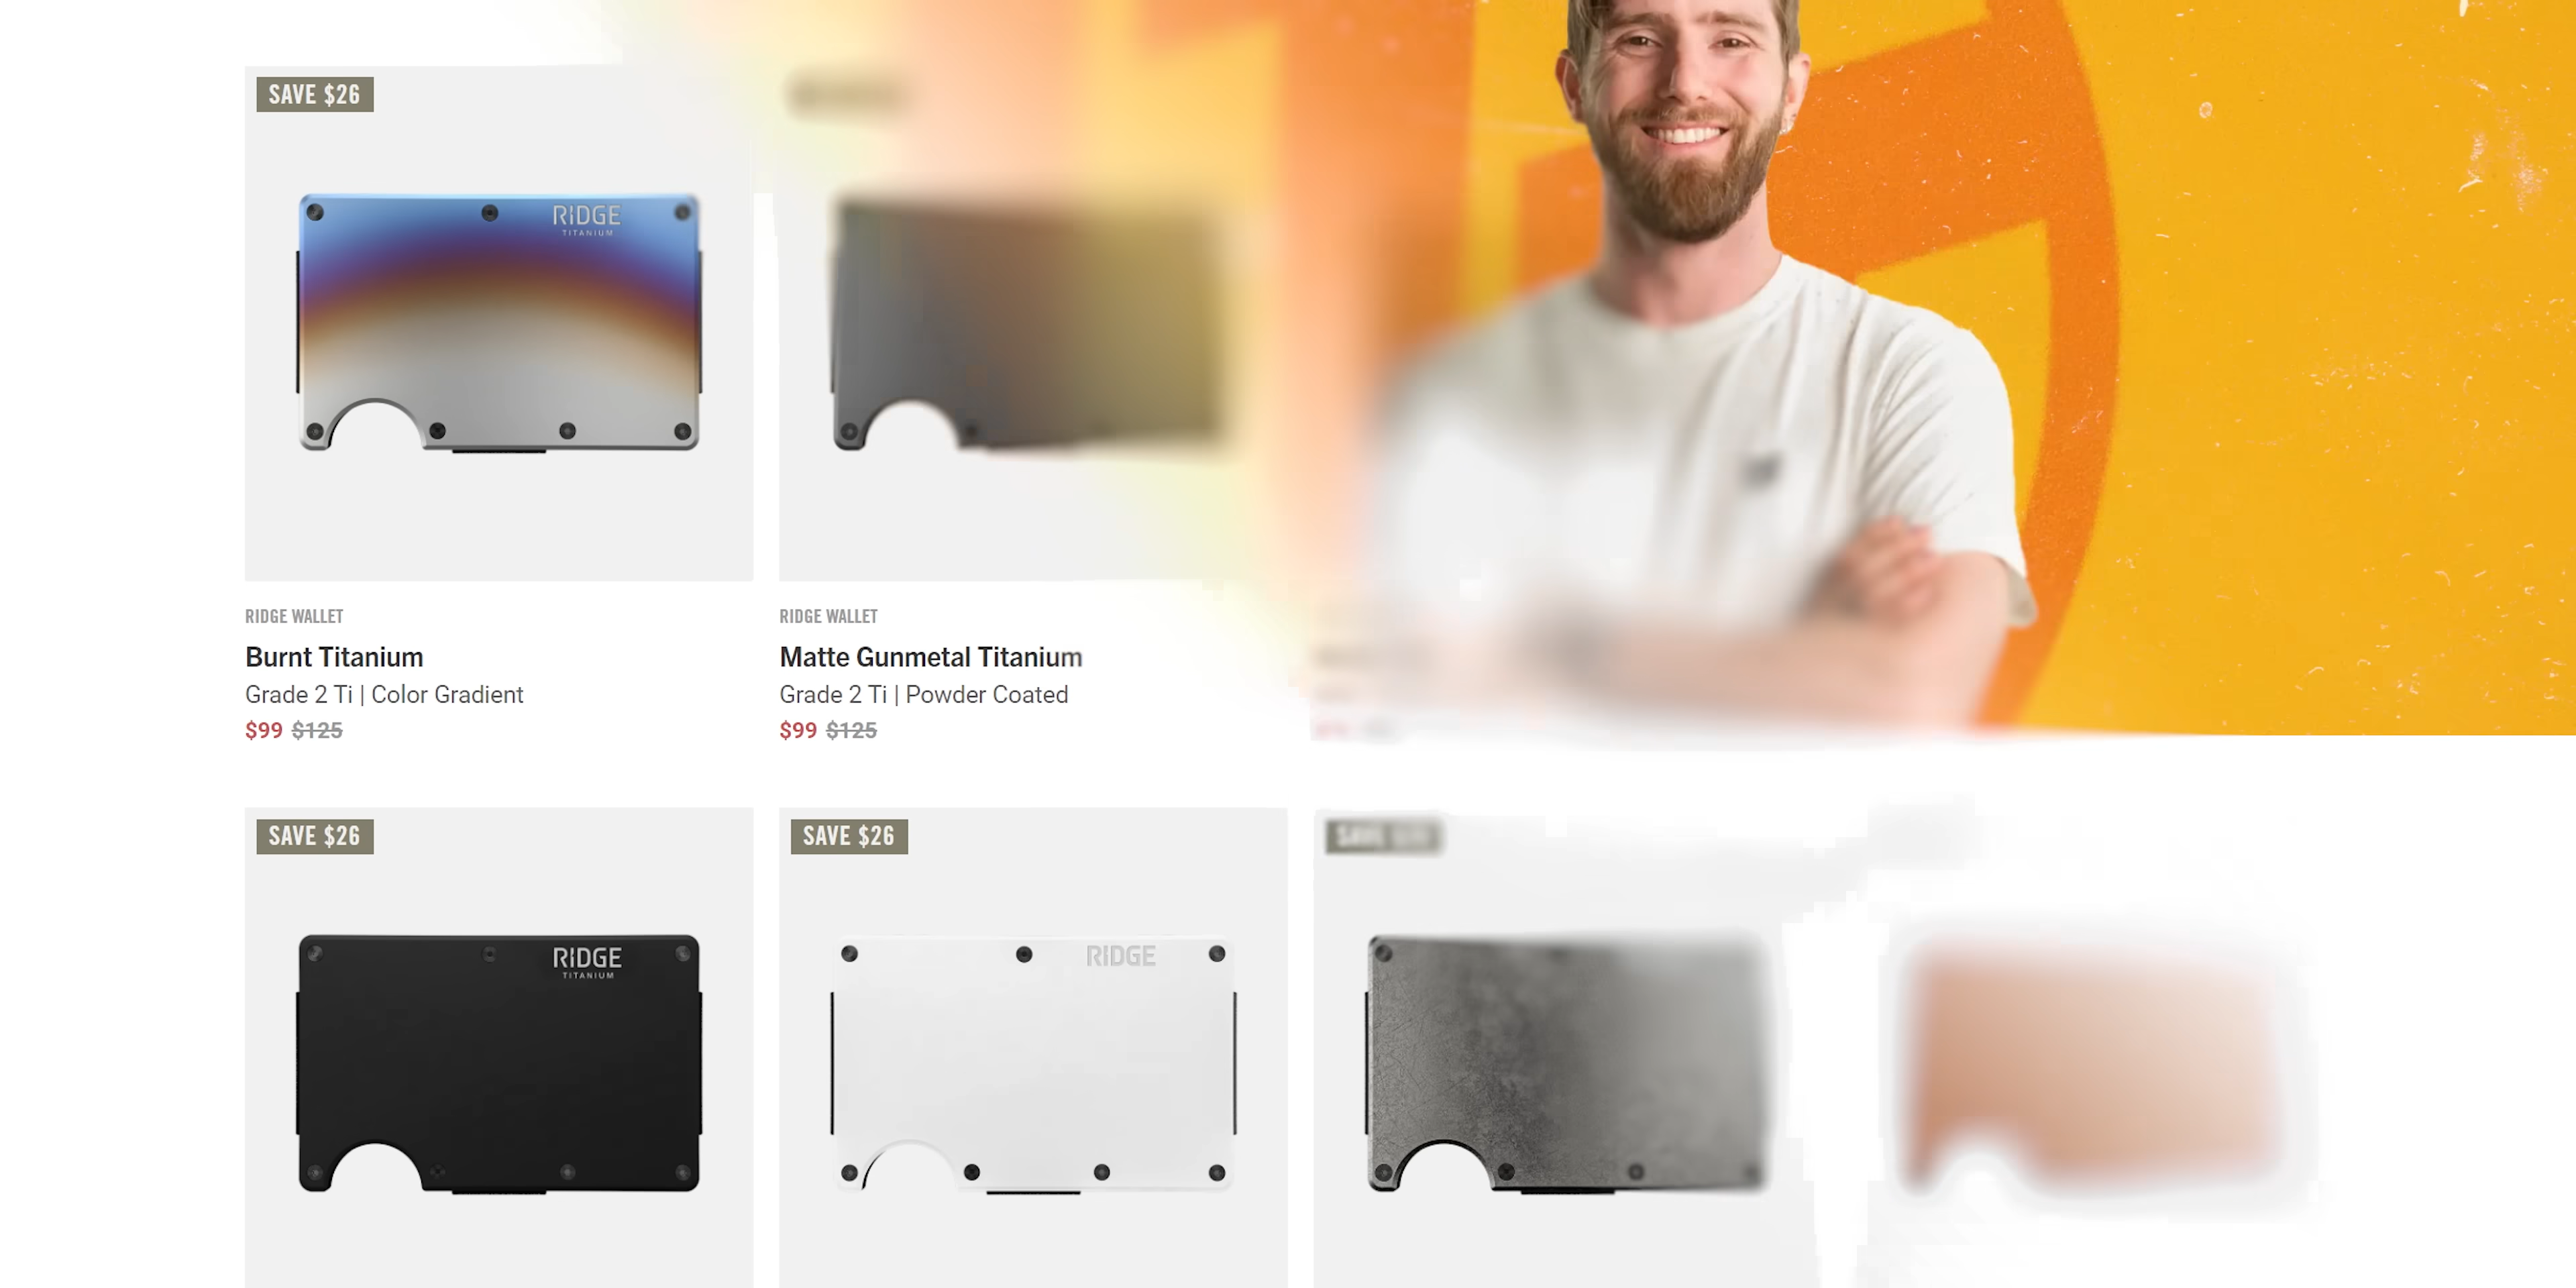 SAVE $26
RIDGE
TITANIUM
RIDGE WALLET
Burnt Titanium
Grade 2 Ti | Color Gradient
$99 $125
RIDGE WALLET
Matte Gunmetal Titanium
Grade 2 Ti | Powder Coated
$99 $125
SAVE $26
RIDGE
TITANIUM
SAVE $26
RIDGE
SAVE